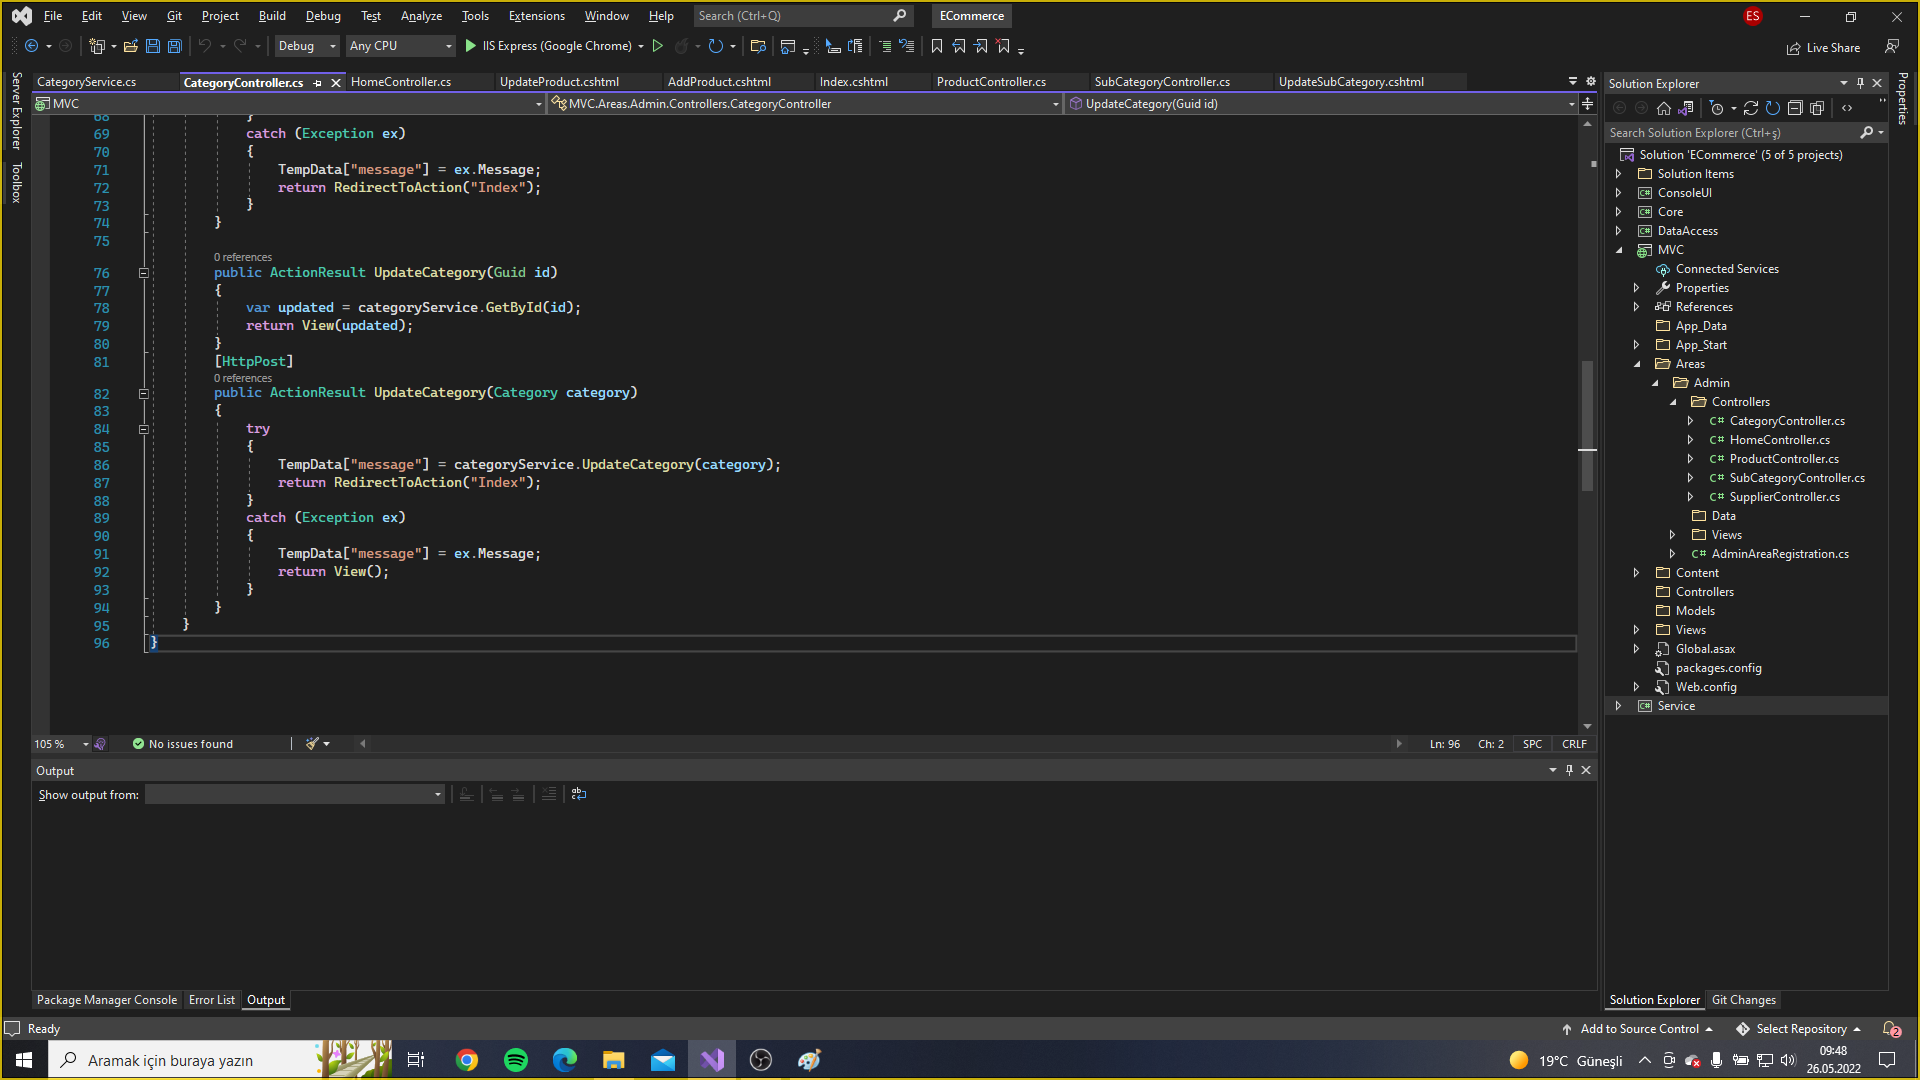 File Edit View Git Project Build Debug Test Analyze Tools Extensions Window Help Search (Ctrl+Q) ECommerce ES
Debug Any CPU IIS Express (Google Chrome) Live Share
Server Explorer
Toolbox
CategoryService.cs CategoryController.cs HomeController.cs UpdateProduct.cshtml AddProduct.cshtml Index.cshtml ProductController.cs SubCategoryController.cs UpdateSubCategory.cshtml
MVC MVC.Areas.Admin.Controllers.CategoryController UpdateCategory(Guid id)
68 }
69 catch (Exception ex)
70 {
71 TempData["message"] = ex.Message;
72 return RedirectToAction("Index");
73 }
74 }
75
0 references
76 public ActionResult UpdateCategory(Guid id)
77 {
78 var updated = categoryService.GetById(id);
79 return View(updated);
80 }
81 [HttpPost]
0 references
82 public ActionResult UpdateCategory(Category category)
83 {
84 try
85 {
86 TempData["message"] = categoryService.UpdateCategory(category);
87 return RedirectToAction("Index");
88 }
89 catch (Exception ex)
90 {
91 TempData["message"] = ex.Message;
92 return View();
93 }
94 }
95 }
96 }
105 % No issues found Ln: 96 Ch: 2 SPC CRLF
Output
Show output from:
Package Manager Console Error List Output
Solution Explorer
Properties
Search Solution Explorer (Ctrl+ş)
Solution 'ECommerce' (5 of 5 projects)
Solution Items
C# ConsoleUI
C# Core
C# DataAccess
MVC
Connected Services
Properties
References
App_Data
App_Start
Areas
Admin
Controllers
C# CategoryController.cs
C# HomeController.cs
C# ProductController.cs
C# SubCategoryController.cs
C# SupplierController.cs
Data
Views
C# AdminAreaRegistration.cs
Content
Controllers
Models
Views
Global.asax
packages.config
Web.config
C# Service
Solution Explorer Git Changes
Ready Add to Source Control Select Repository 2
Aramak için buraya yazın 19°C Güneşli 09:48
26.05.2022